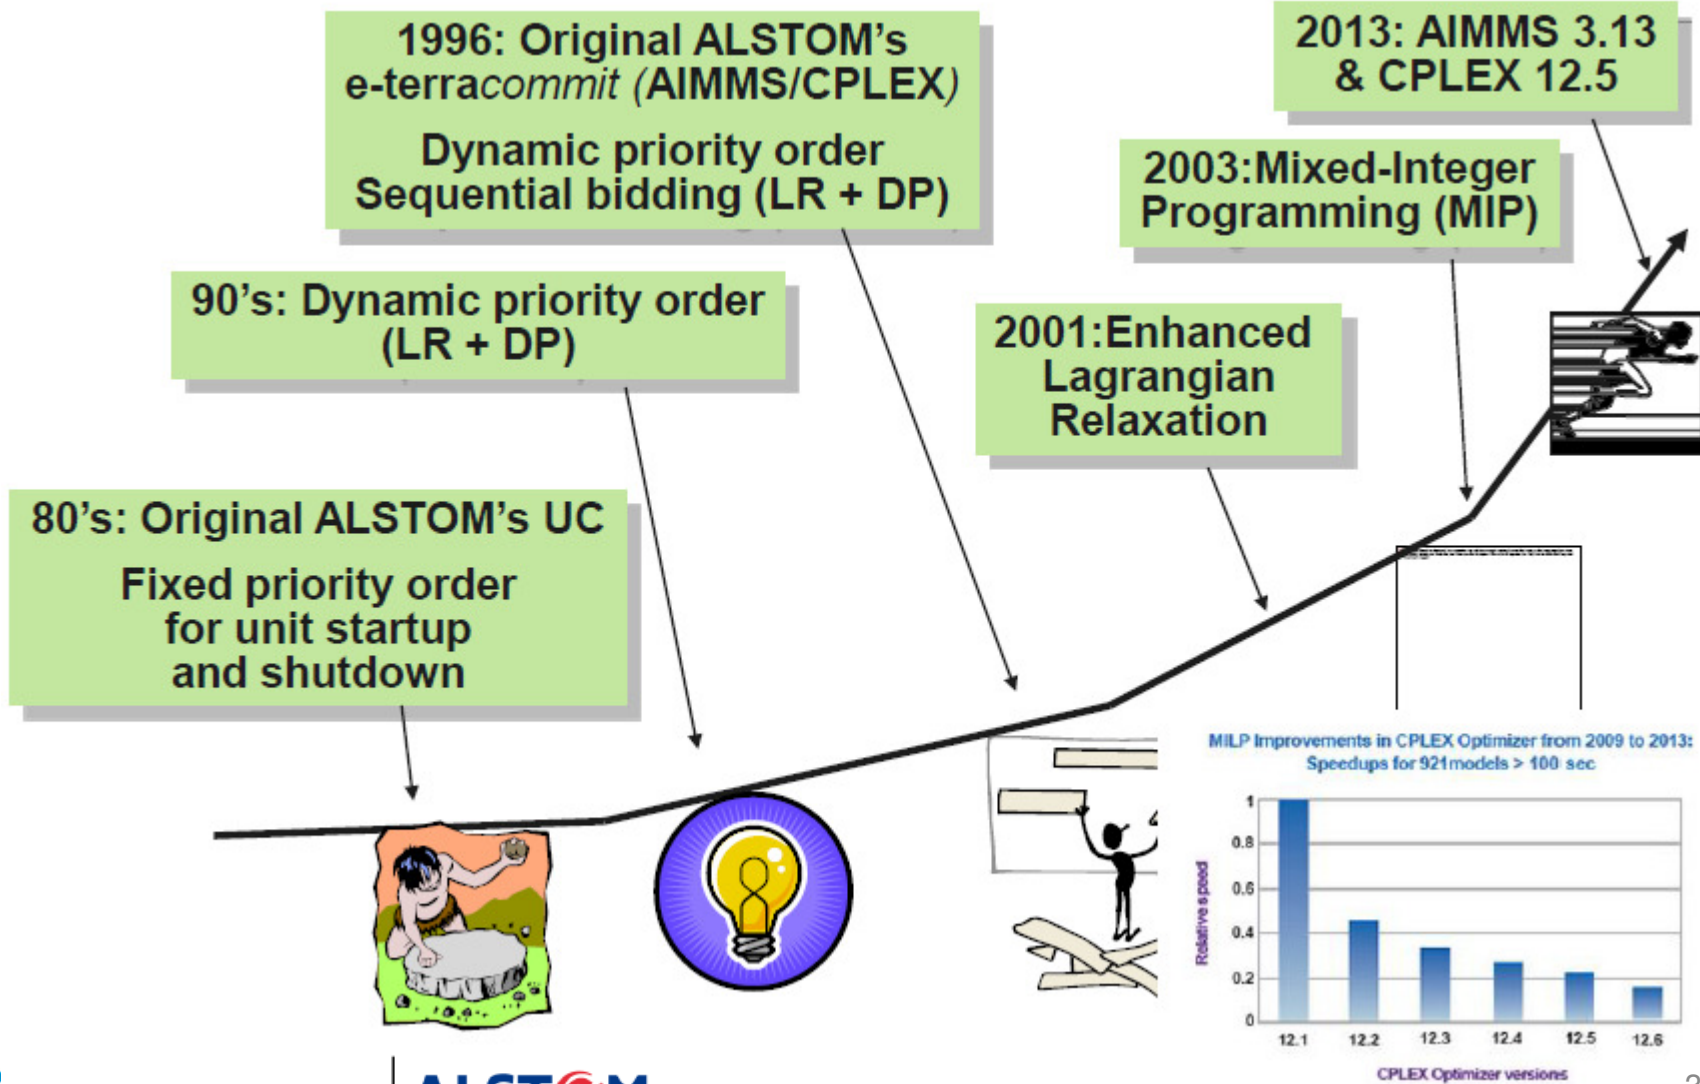 1996: Original ALSTOM's
e-terracommit (AIMMS/CPLEX)
Dynamic priority order
Sequential bidding (LR + DP)
2013: AIMMS 3.13
& CPLEX 12.5
2003:Mixed-Integer
Programming (MIP)
90's: Dynamic priority order
(LR + DP)
2001:Enhanced
Lagrangian
Relaxation
80's: Original ALSTOM's UC
Fixed priority order
for unit startup
and shutdown
MILP Improvements in CPLEX Optimizer from 2009 to 2013:
Speedups for 921models > 100 sec
Relative speed
1
0.8
0.6
0.4
0.2
0
12.1 12.2 12.3 12.4 12.5 12.6
CPLEX Optimizer versions
ALSTOM